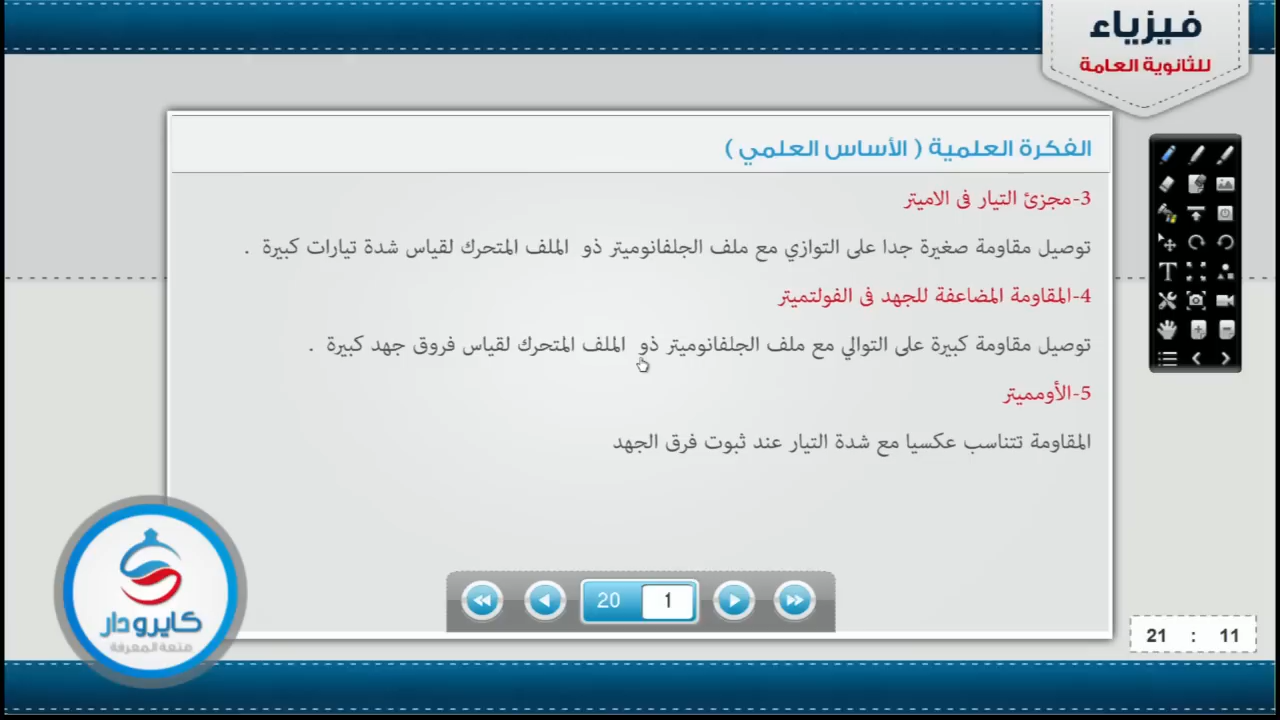 فيزياء
للثانوية العامة
الفكرة العلمية ( الأساس العلمي )
3-مجزئ التيار فى الاميتر
توصيل مقاومة صغيرة جدا على التوازي مع ملف الجلفانوميتر ذو الملف المتحرك لقياس شدة تيارات كبيرة .
4-المقاومة المضاعفة للجهد فى الفولتميتر
توصيل مقاومة كبيرة على التوالي مع ملف الجلفانوميتر ذو الملف المتحرك لقياس فروق جهد كبيرة .
5-الأومميتر
المقاومة تتناسب عكسيا مع شدة التيار عند ثبوت فرق الجهد
كايرودار
متعة المعرفة
20 1
21 : 11
T